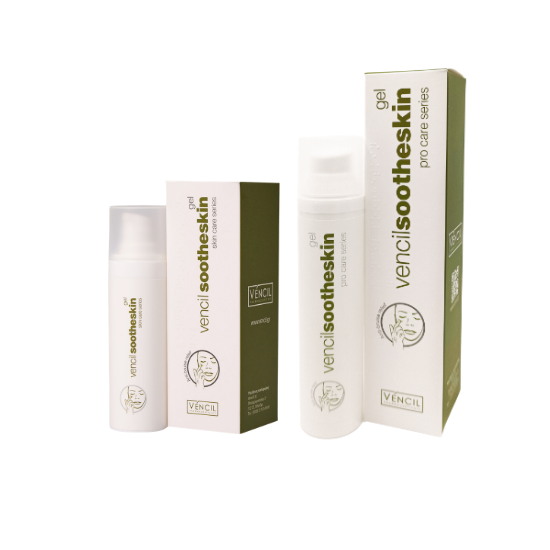 gel
vencilsootheskin
skin care series
gel
vencilsootheskin
skin care series
VENCIL
gel
vencilsootheskin
pro care series
VENCIL
gel
vencilsootheskin
pro care series
VENCIL